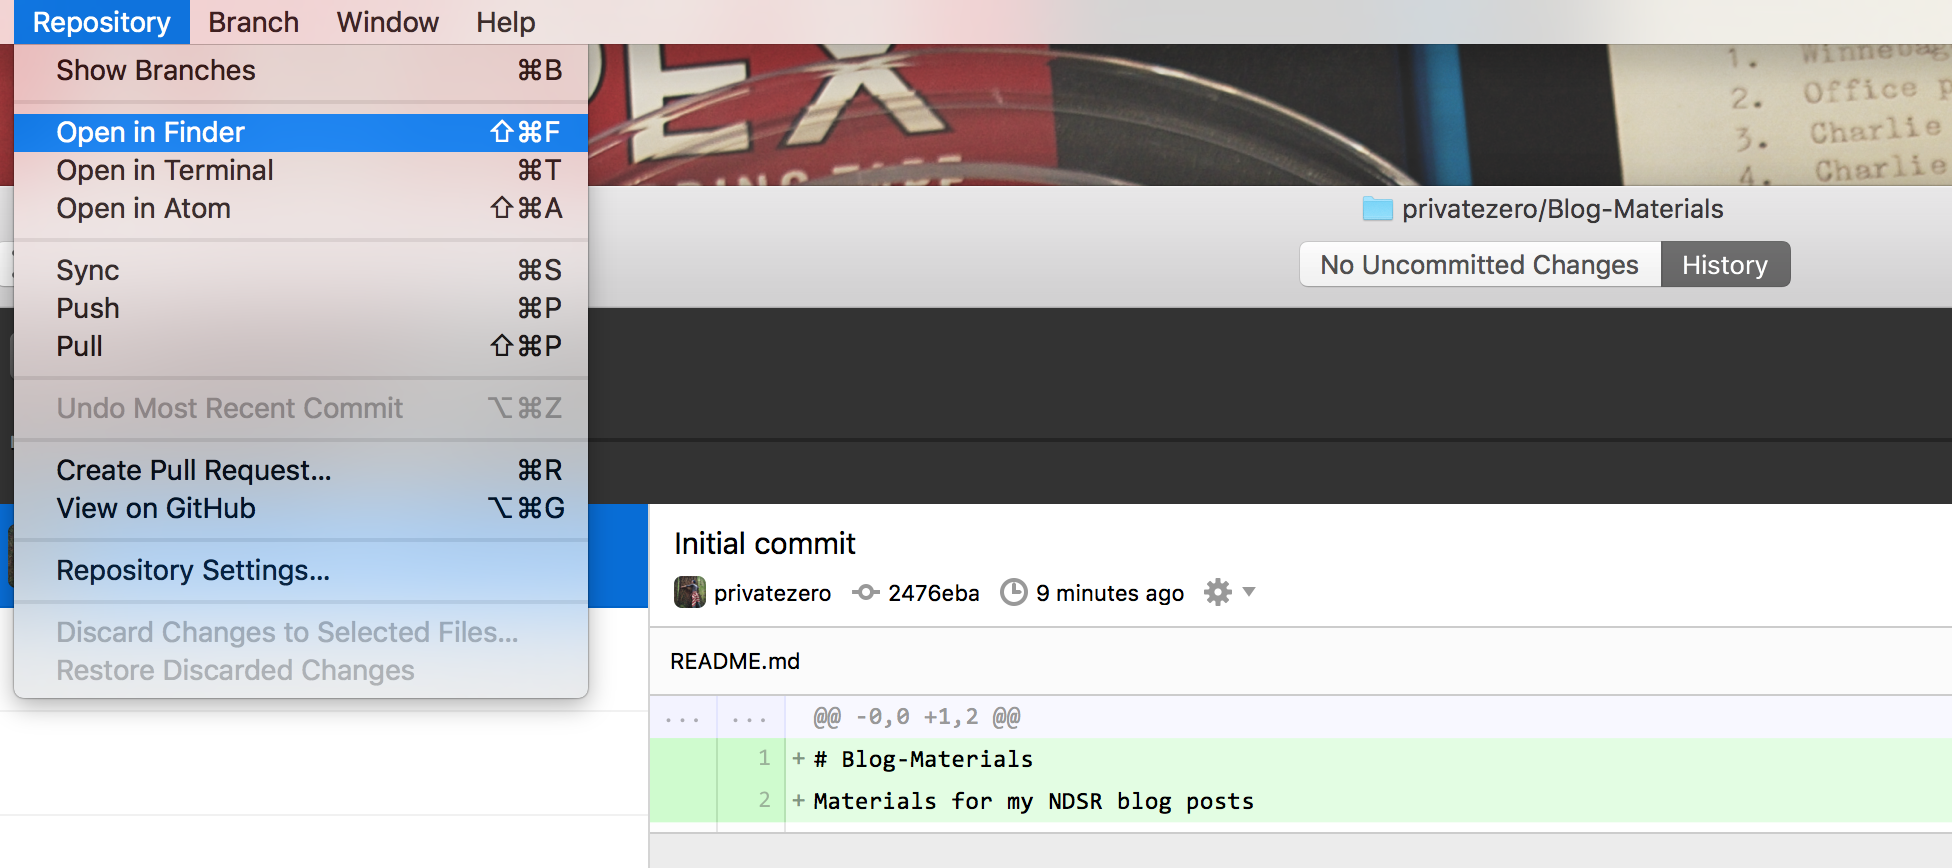 Repository Branch Window Help
Show Branches ⌘B
Open in Finder ⇧⌘F
Open in Terminal ⌘T
Open in Atom ⇧⌘A
Sync ⌘S
Push ⌘P
Pull ⇧⌘P
Undo Most Recent Commit ⌥⌘Z
Create Pull Request... ⌘R
View on GitHub ⌥⌘G
Repository Settings...
Discard Changes to Selected Files...
Restore Discarded Changes
EX
1. Winnebag
2. Office p
3. Charlie
4. Charlie
privatezero/Blog-Materials
No Uncommitted Changes History
Initial commit
privatezero 2476eba 9 minutes ago
README.md
... ... @@ -0,0 +1,2 @@
1 + # Blog-Materials
2 + Materials for my NDSR blog posts